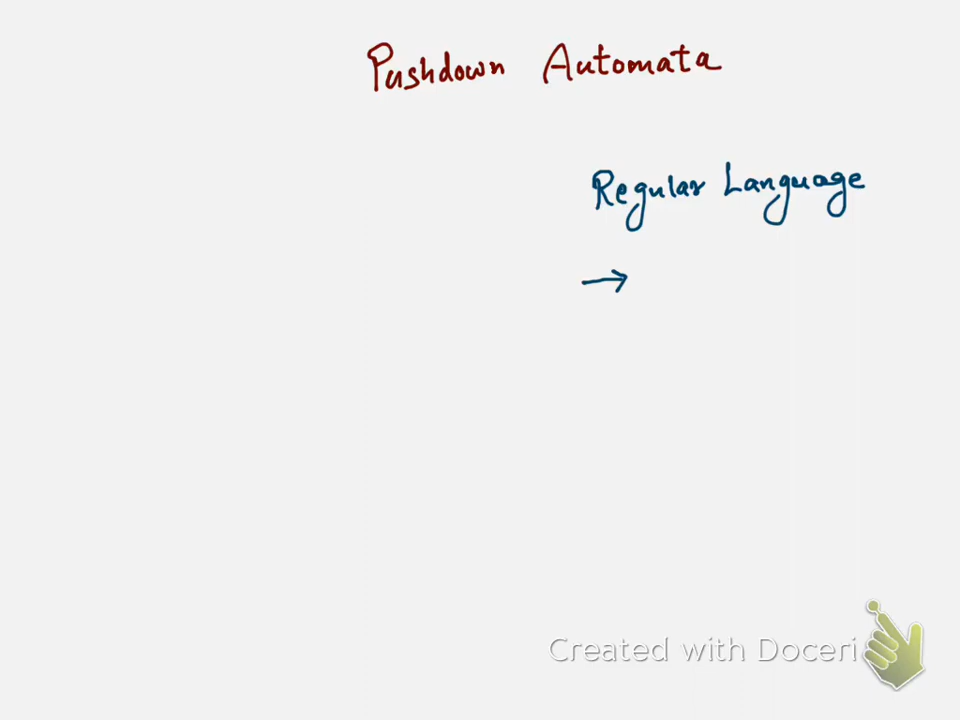 Pushdown Automata
Regular Language
→
Created with Doceri